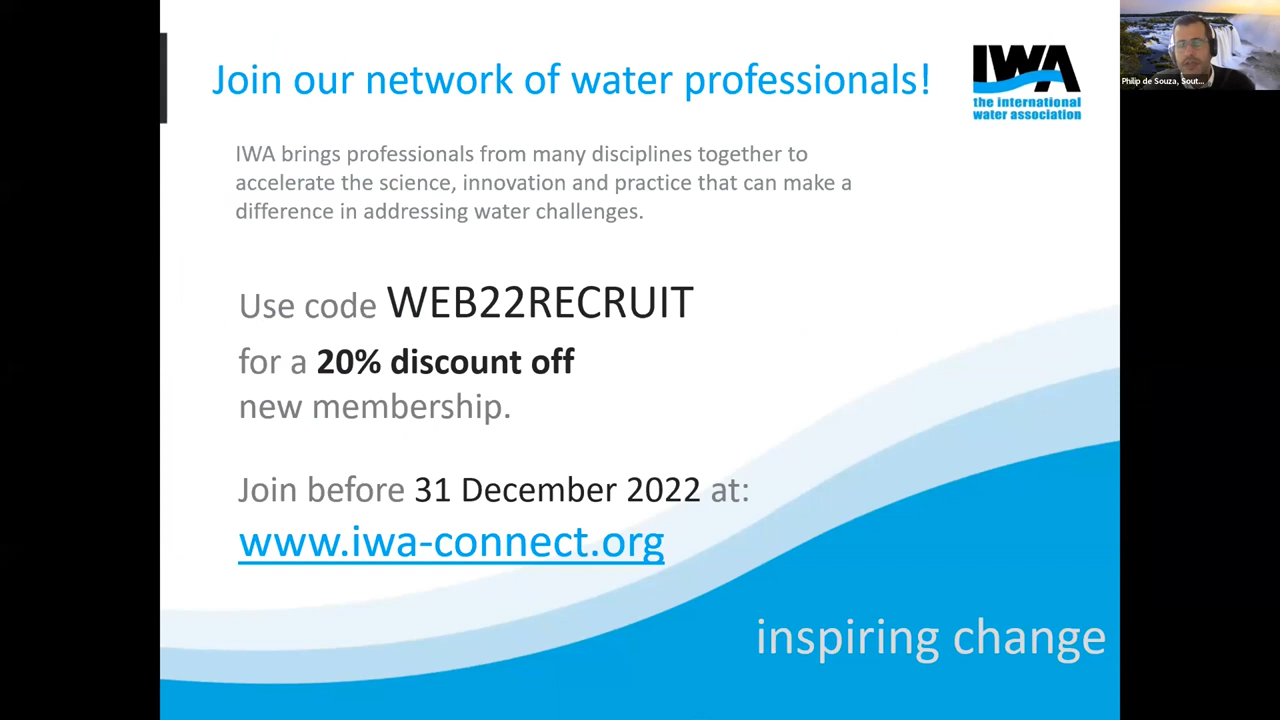 Join our network of water professionals!
IWA
the international
water association
Philip de Souza, Sout...
IWA brings professionals from many disciplines together to
accelerate the science, innovation and practice that can make a
difference in addressing water challenges.
Use code WEB22RECRUIT
for a 20% discount off
new membership.
Join before 31 December 2022 at:
www.iwa-connect.org
inspiring change